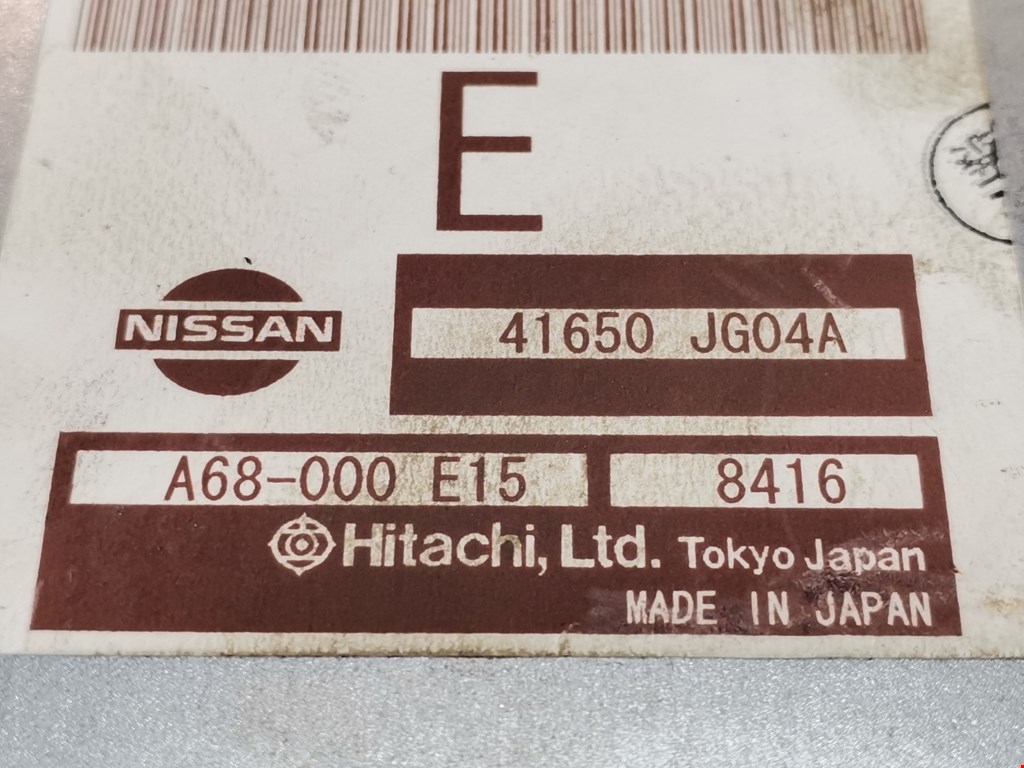 E
NISSAN
41650 JG04A
A68-000 E15
8416
Hitachi, Ltd. Tokyo Japan
MADE IN JAPAN